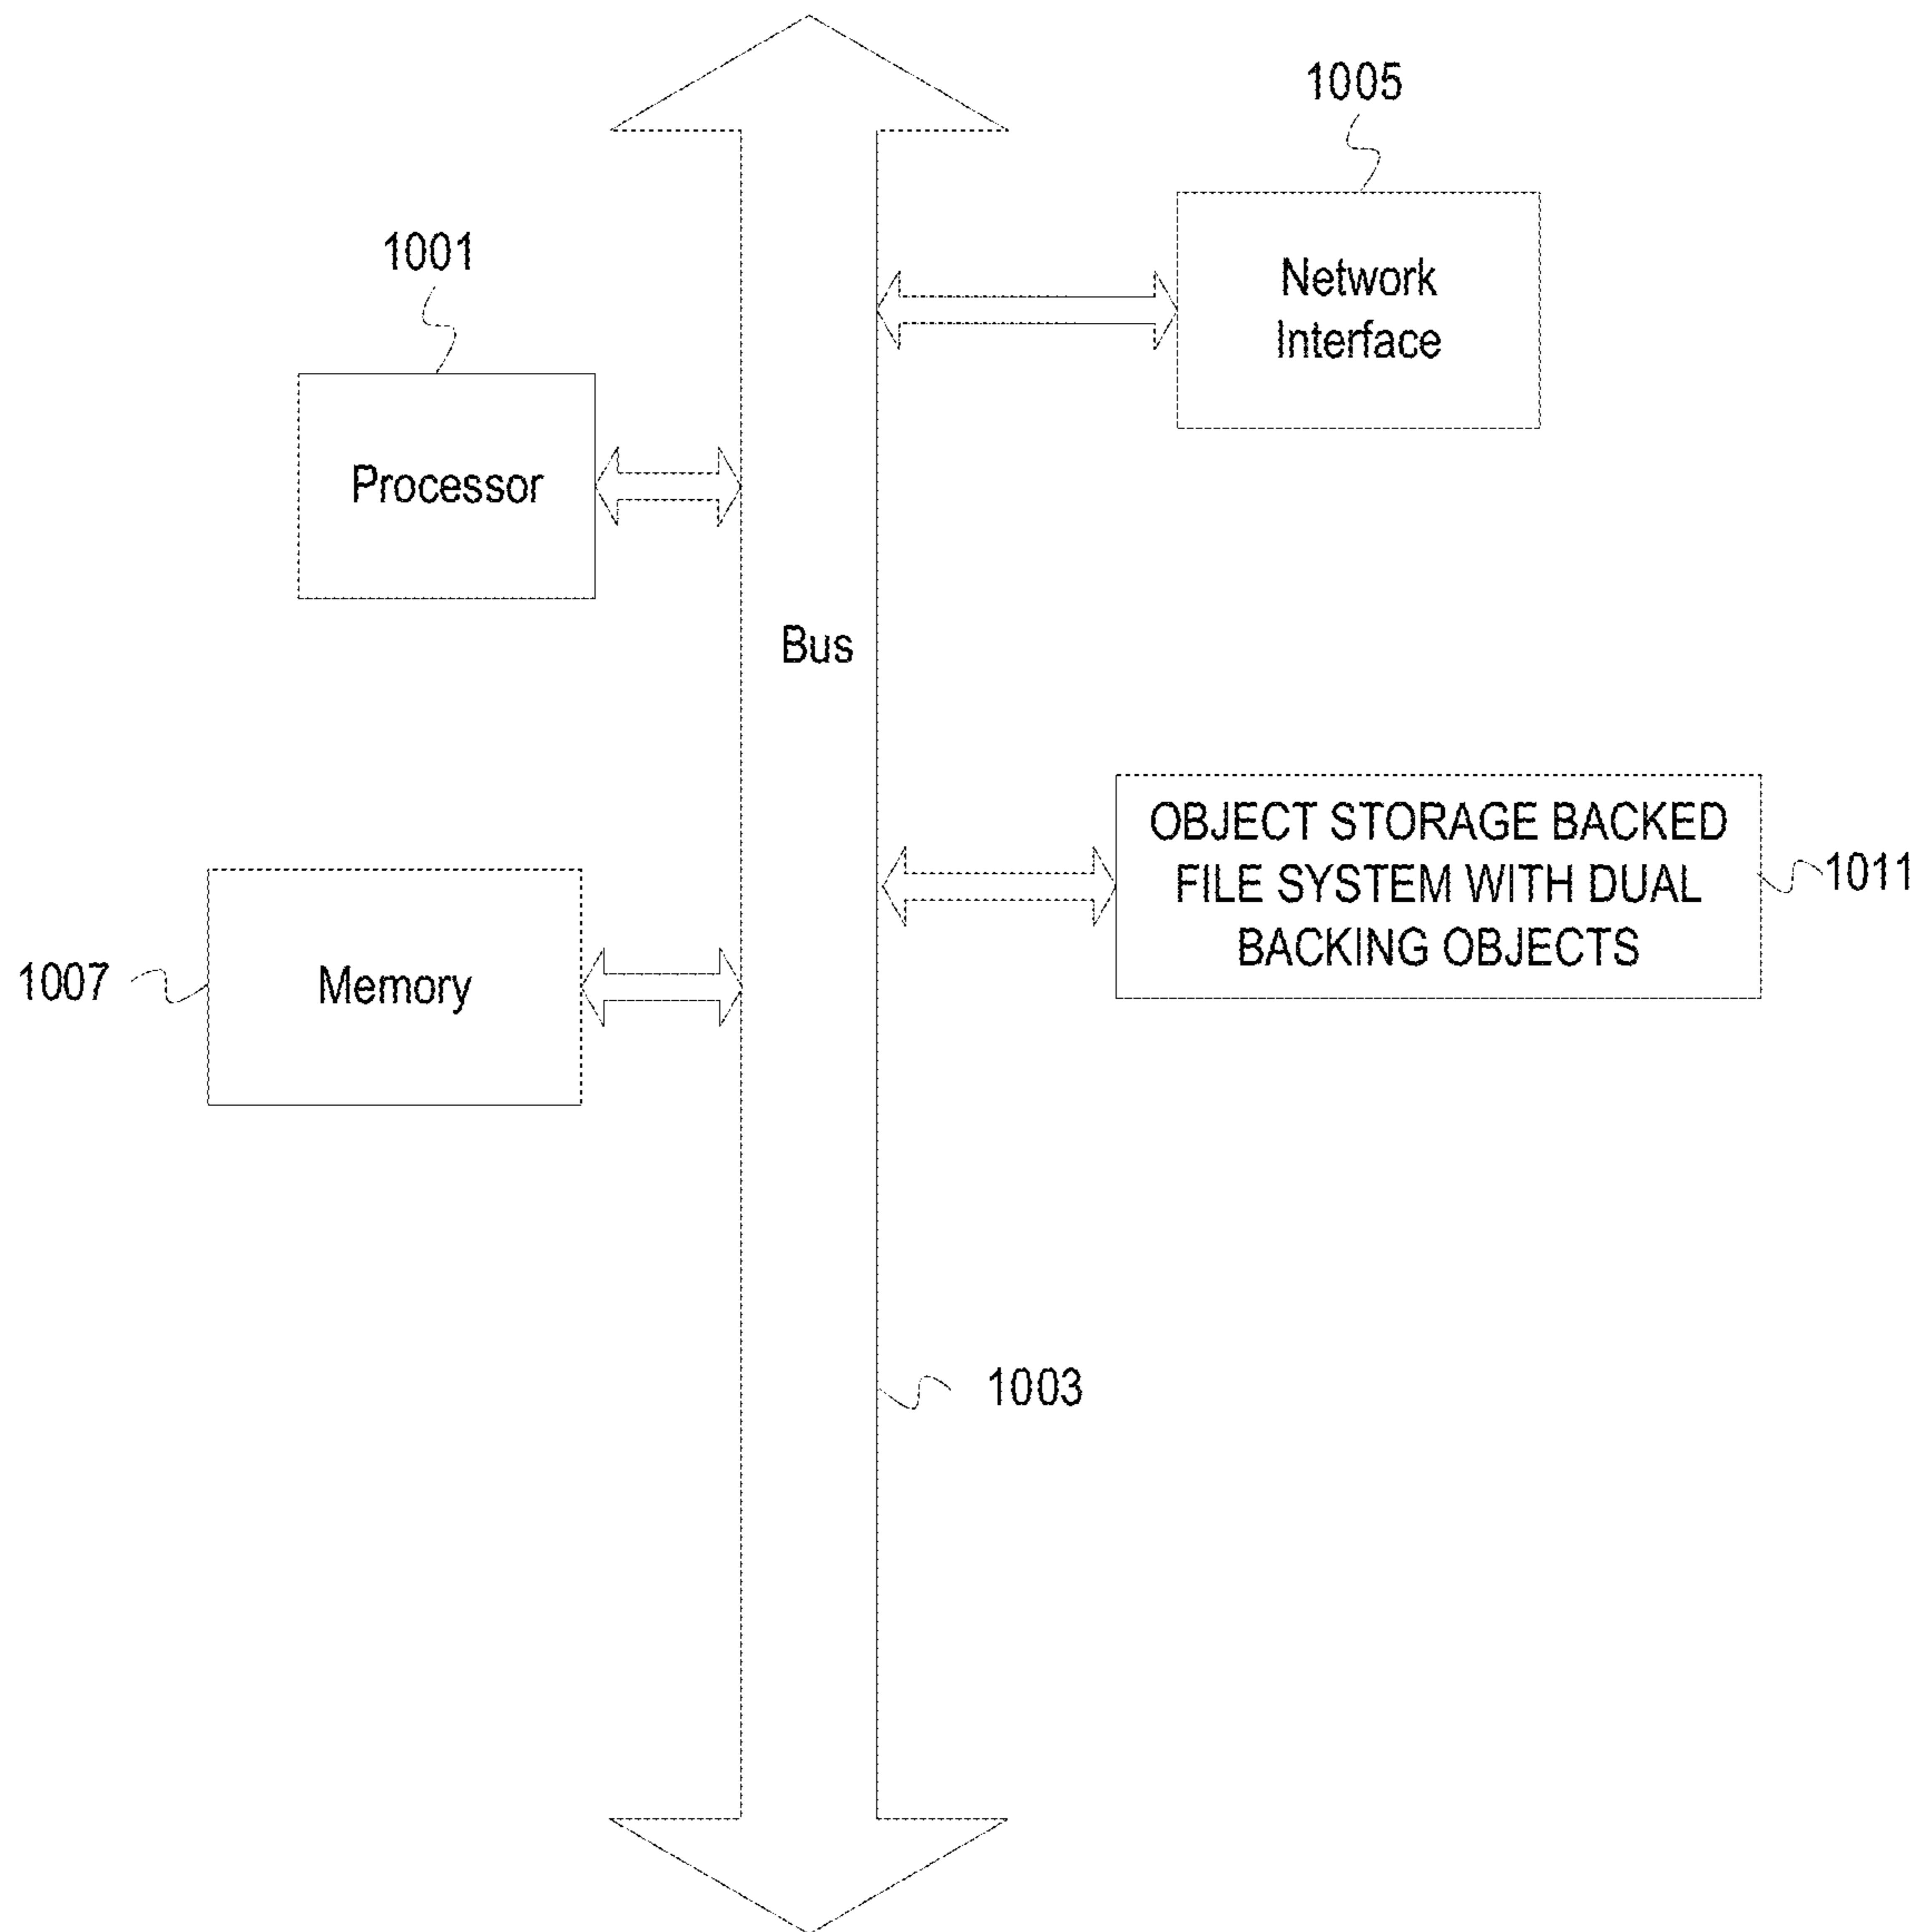 1005
Network
Interface
1001
Processor
Bus
OBJECT STORAGE BACKED
FILE SYSTEM WITH DUAL
BACKING OBJECTS
1011
1007
Memory
1003